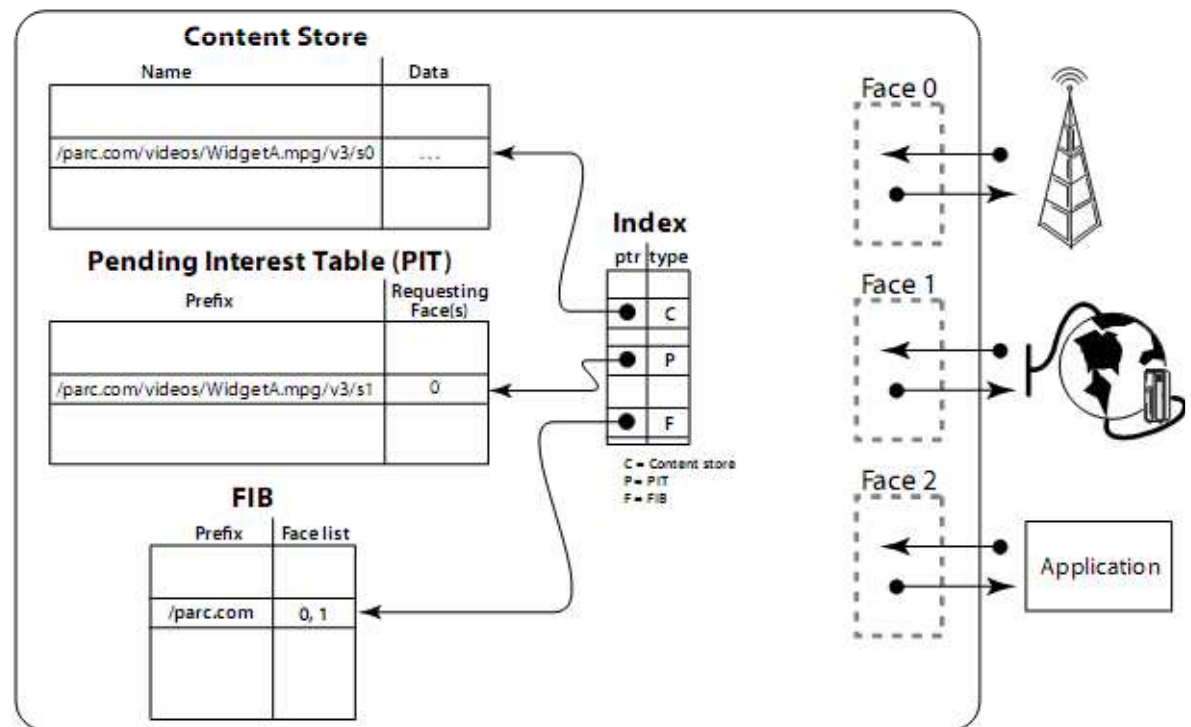 Content Store
Name Data
/parc.com/videos/WidgetA.mpg/v3/s0 ...
Pending Interest Table (PIT)
Prefix Requesting Face(s)
/parc.com/videos/WidgetA.mpg/v3/s1 0
FIB
Prefix Face list
/parc.com 0, 1
Index
ptr type
C
P
F
C = Content store
P = PIT
F = FIB
Face 0
Face 1
Face 2
Application